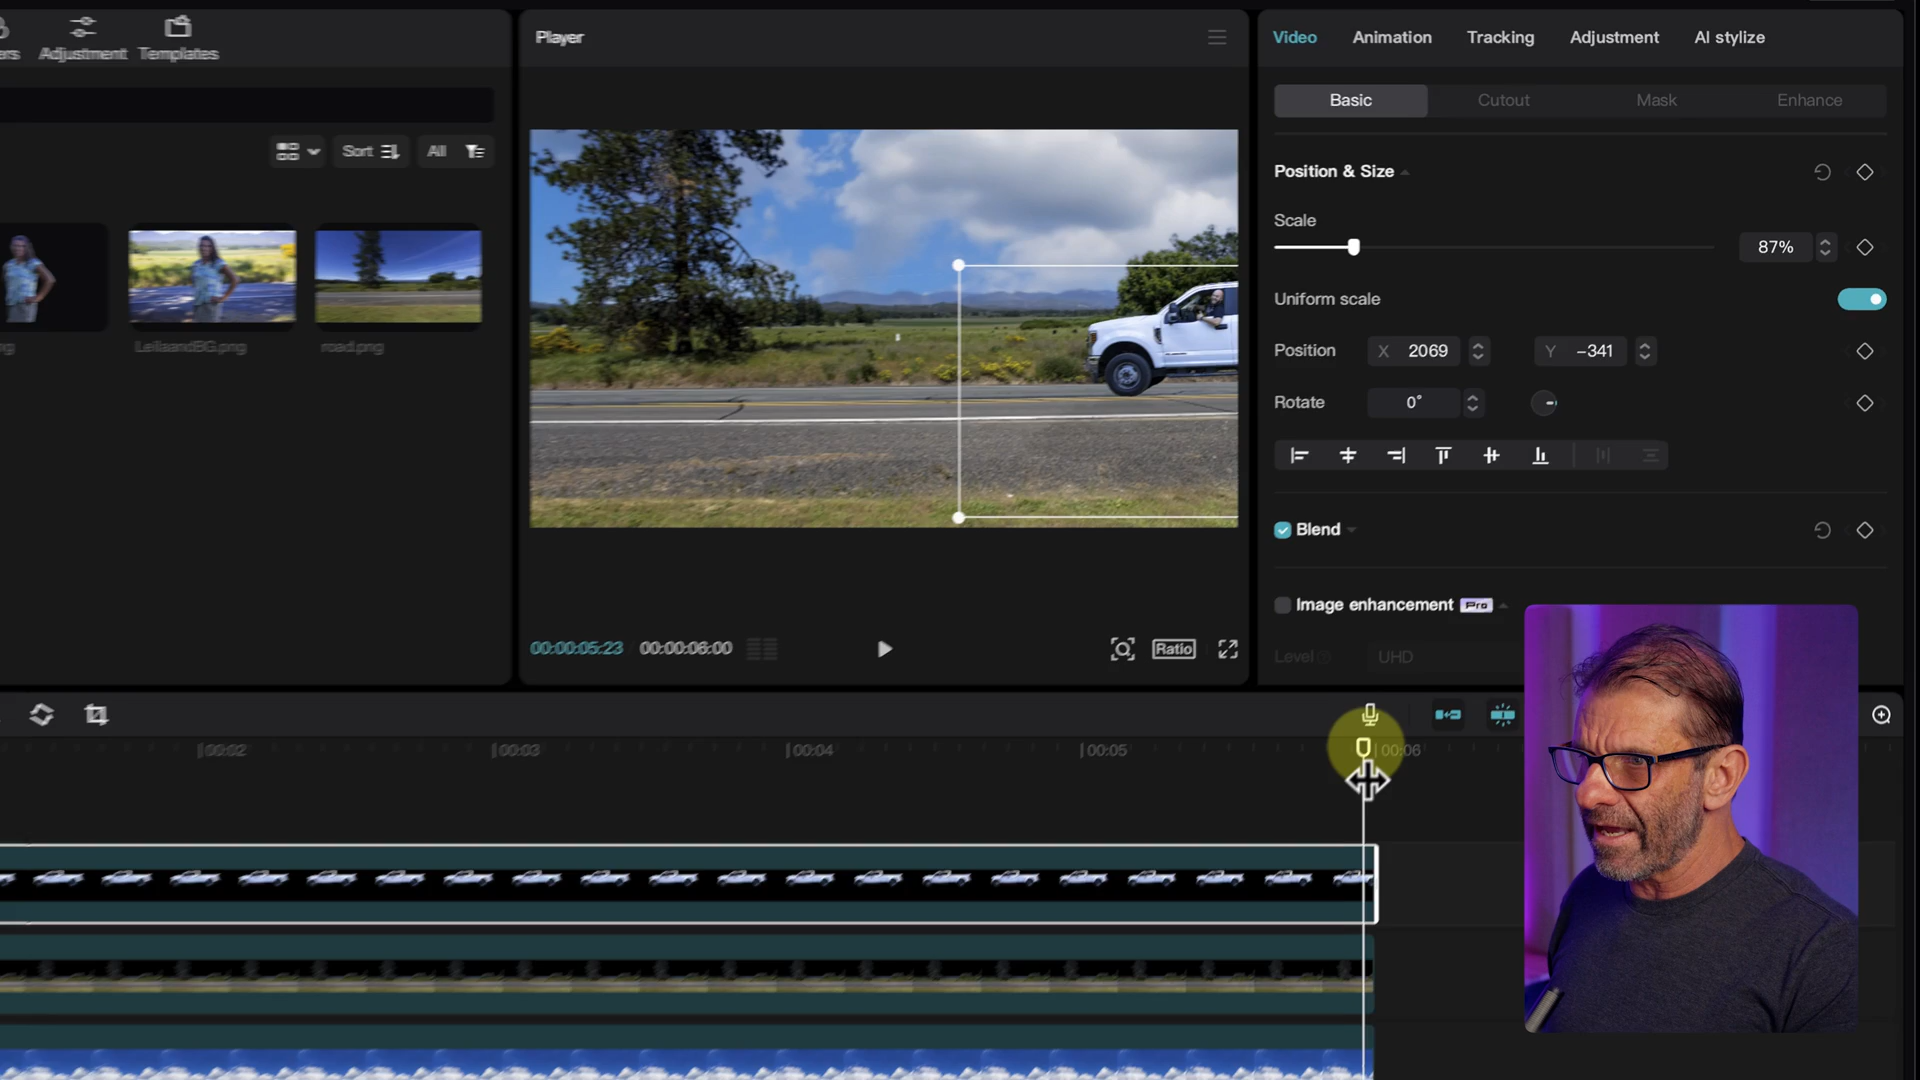 ers Adjustment Templates
Sort All
ng LeilaandBG.png road.png
Player
00:00:05:23 00:00:06:00
Ratio
Video Animation Tracking Adjustment AI stylize
Basic Cutout Mask Enhance
Position & Size
Scale
87%
Uniform scale
Position X 2069 Y -341
Rotate 0°
Blend
Image enhancement Pro
Level UHD
00:02 00:03 00:04 00:05 00:06